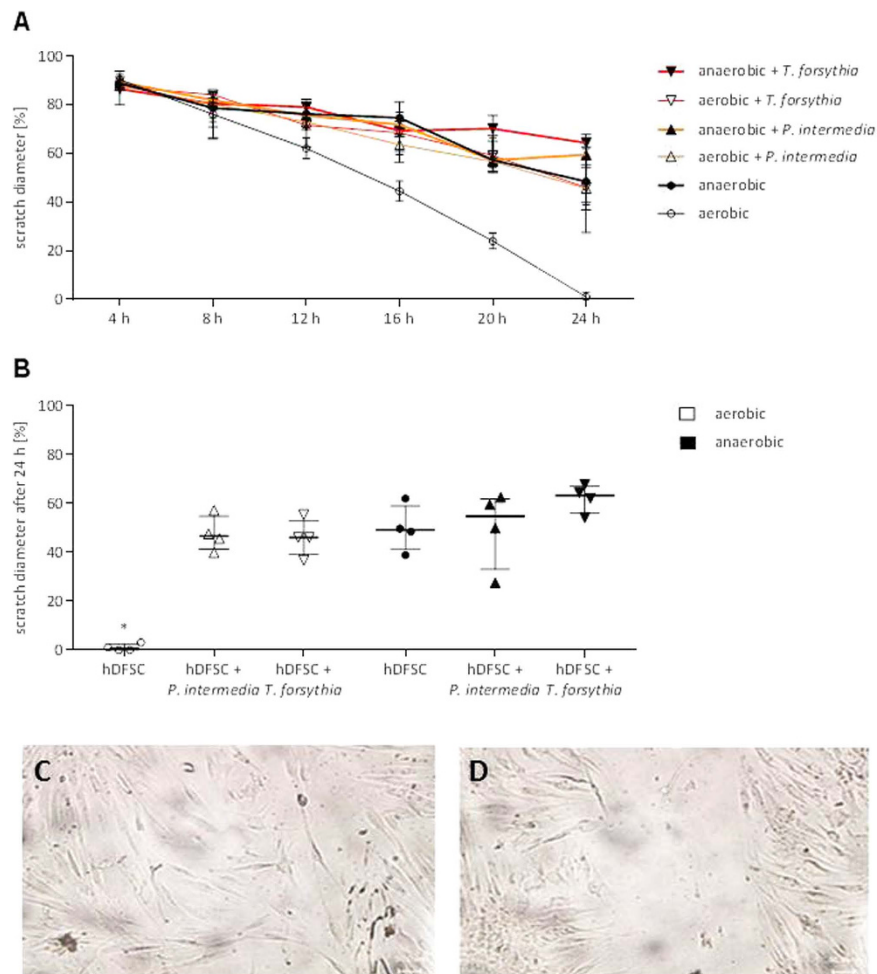 A
scratch diameter [%]
100
80
60
40
20
0
4 h 8 h 12 h 16 h 20 h 24 h
anaerobic + T. forsythia
aerobic + T. forsythia
anaerobic + P. intermedia
aerobic + P. intermedia
anaerobic
aerobic
B
scratch diameter after 24 h [%]
100
80
60
40
20
0
*
hDFSC hDFSC + hDFSC + hDFSC hDFSC + hDFSC +
P. intermedia T. forsythia P. intermedia T. forsythia
aerobic
anaerobic
C D